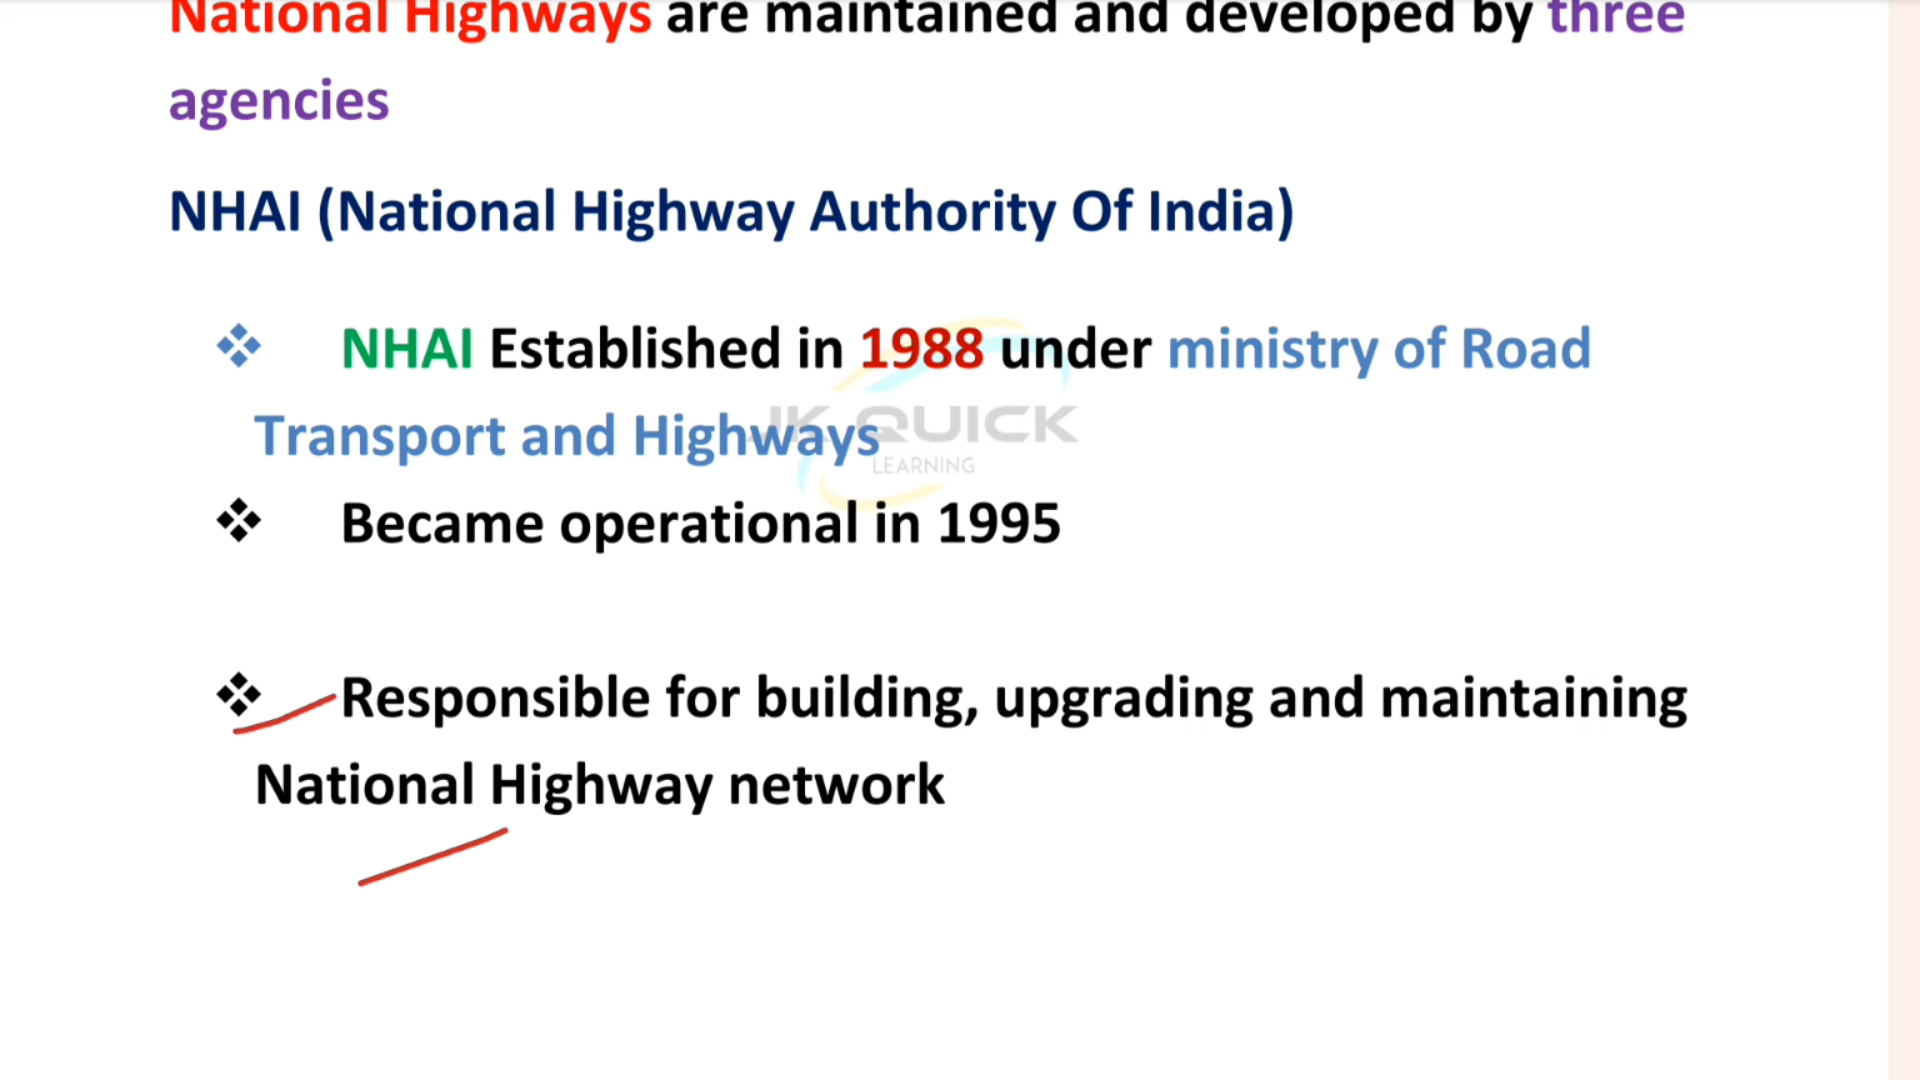 National Highways are maintained and developed by three
agencies
NHAI (National Highway Authority Of India)
❖ NHAI Established in 1988 under ministry of Road
Transport and Highways
JK QUICK
LEARNING
❖ Became operational in 1995
❖ Responsible for building, upgrading and maintaining
National Highway network